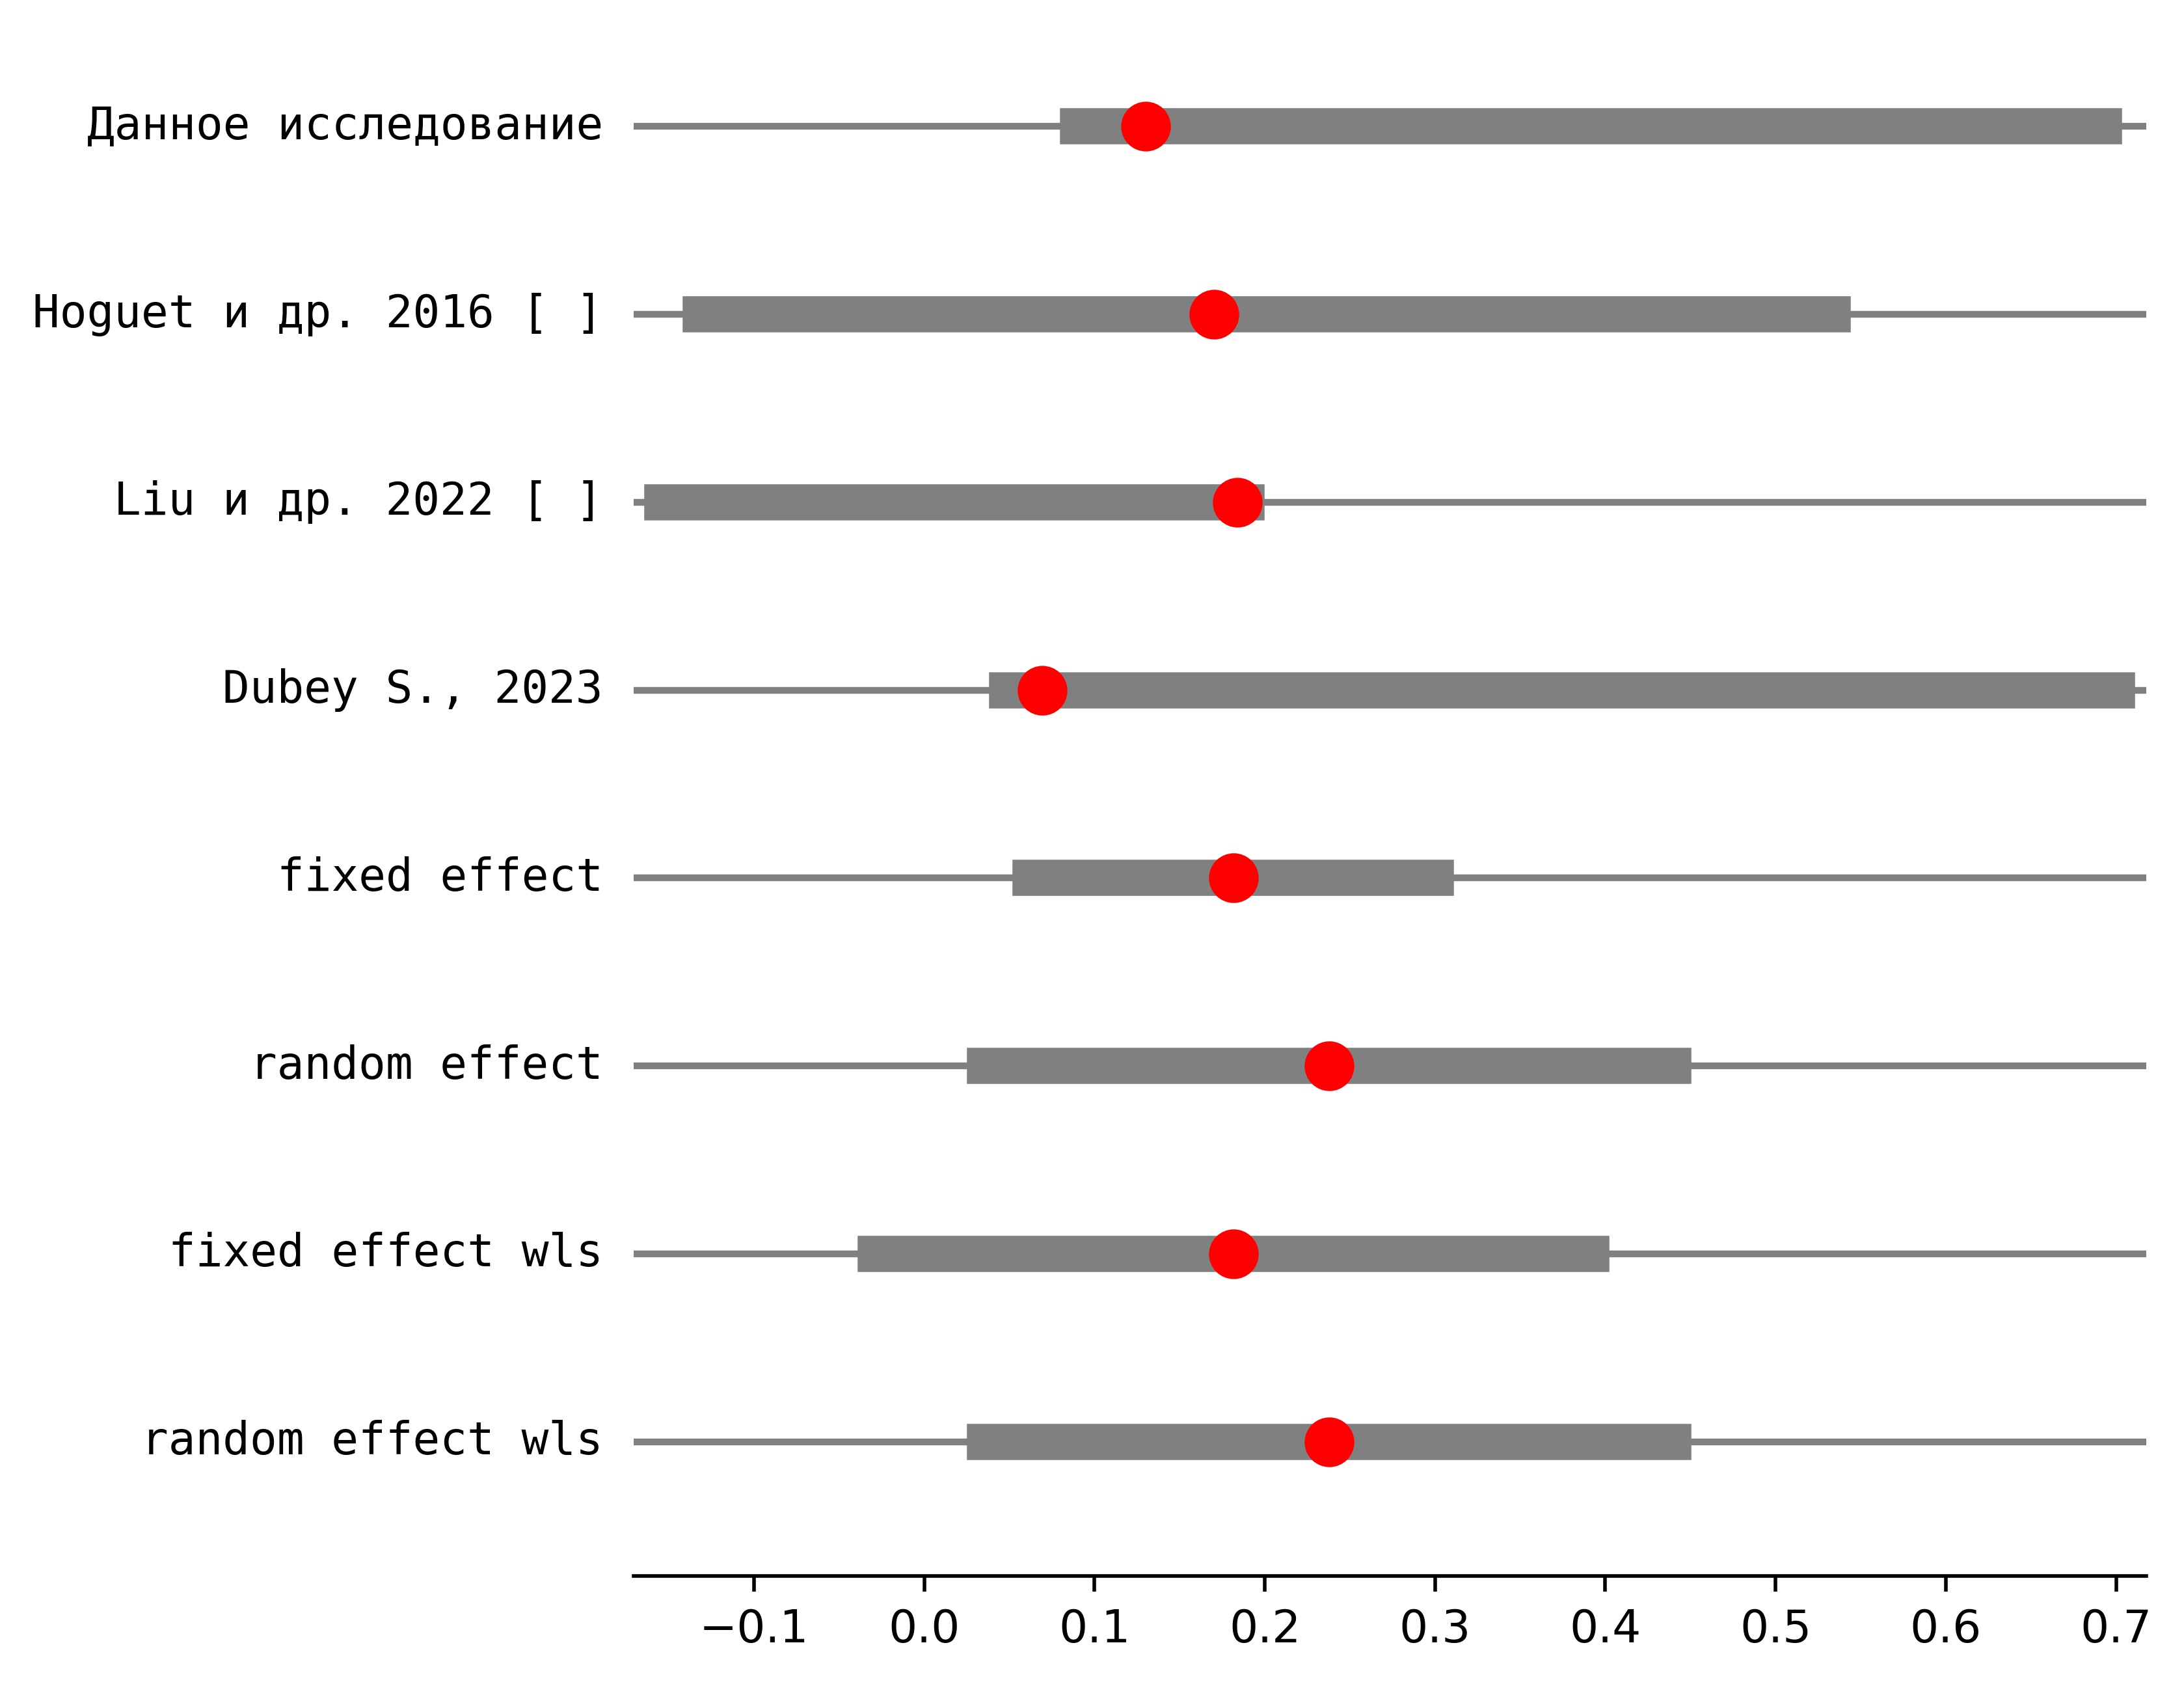 Данное исследование
Hoguet и др. 2016 [ ]
Liu и др. 2022 [ ]
Dubey S., 2023
fixed effect
random effect
fixed effect wls
random effect wls
−0.1 0.0 0.1 0.2 0.3 0.4 0.5 0.6 0.7